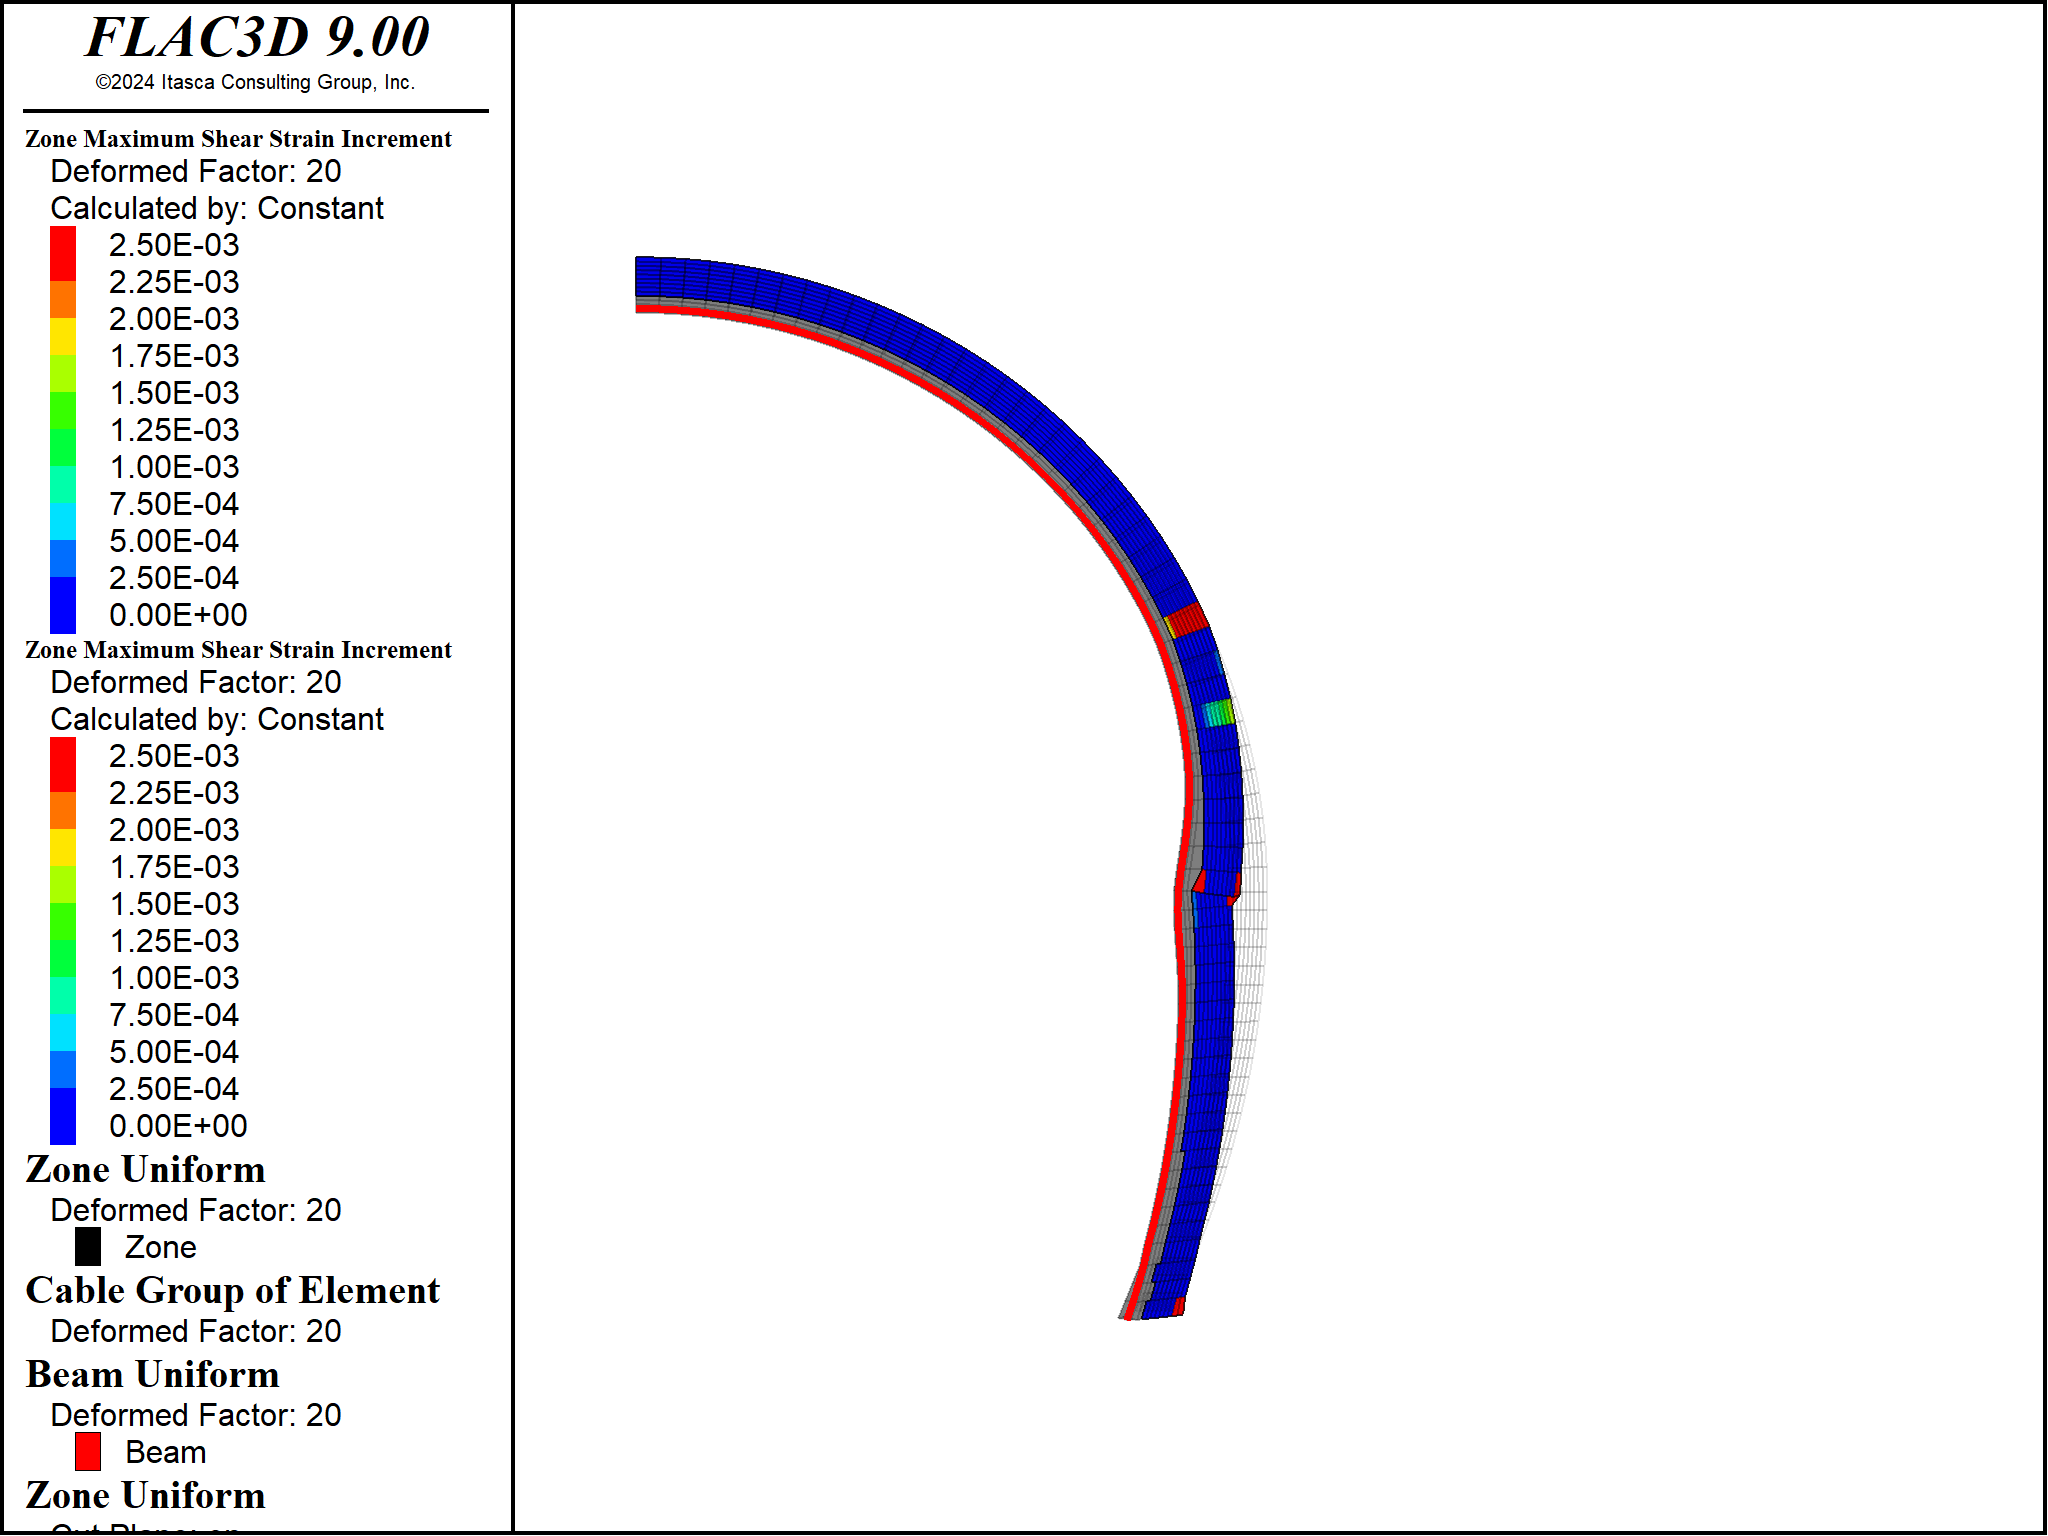 FLAC3D 9.00
©2024 Itasca Consulting Group, Inc.
Zone Maximum Shear Strain Increment
Deformed Factor: 20
Calculated by: Constant
2.50E-03
2.25E-03
2.00E-03
1.75E-03
1.50E-03
1.25E-03
1.00E-03
7.50E-04
5.00E-04
2.50E-04
0.00E+00
Zone Maximum Shear Strain Increment
Deformed Factor: 20
Calculated by: Constant
2.50E-03
2.25E-03
2.00E-03
1.75E-03
1.50E-03
1.25E-03
1.00E-03
7.50E-04
5.00E-04
2.50E-04
0.00E+00
Zone Uniform
Deformed Factor: 20
Zone
Cable Group of Element
Deformed Factor: 20
Beam Uniform
Deformed Factor: 20
Beam
Zone Uniform